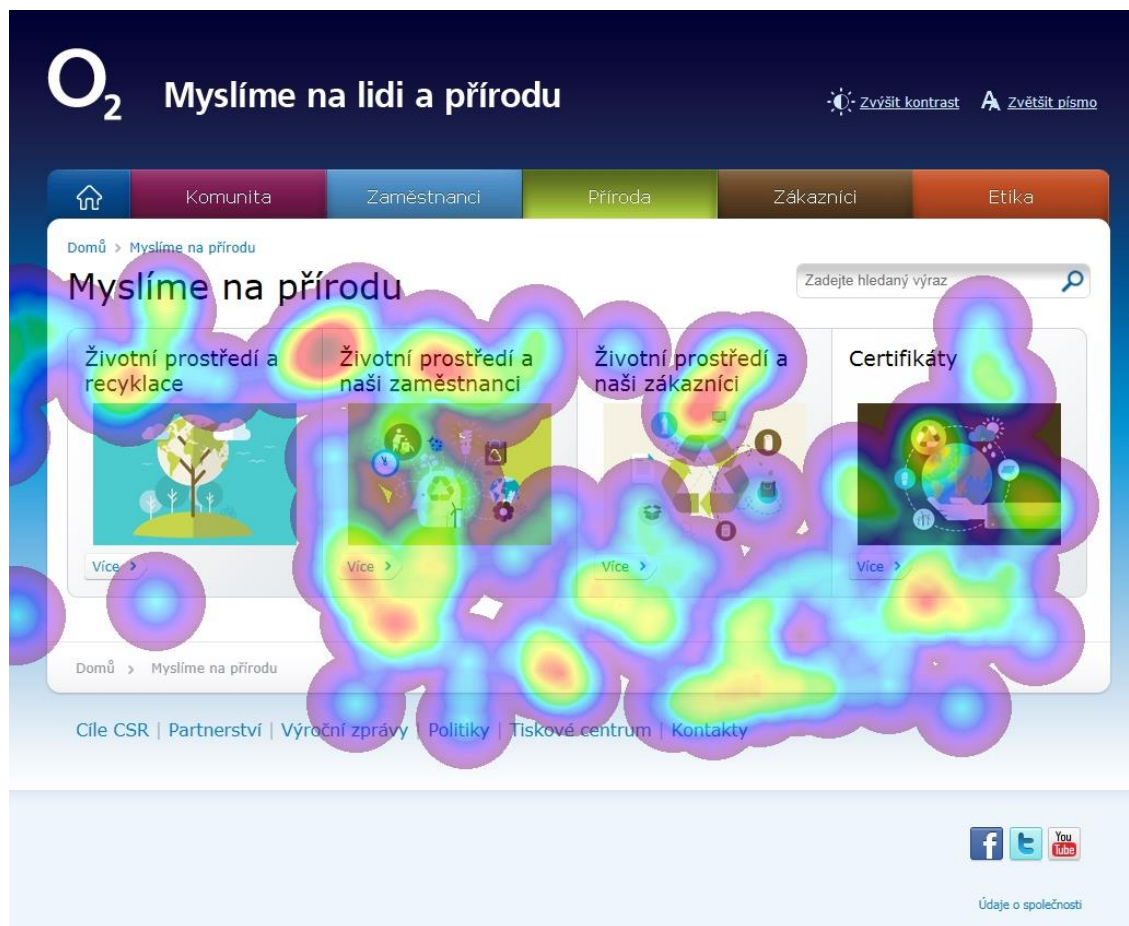 O2
Myslíme na lidi a přírodu
Zvýšit kontrast
Zvětšit písmo
Komunita
Zaměstnanci
Příroda
Zákazníci
Etika
Domů > Myslíme na přírodu
Myslíme na přírodu
Zadejte hledaný výraz
Životní prostředí a
recyklace
Více >
Životní prostředí a
naši zaměstnanci
Více >
Životní prostředí a
naši zákazníci
Více >
Certifikáty
Více >
Domů > Myslíme na přírodu
Cíle CSR | Partnerství | Výroční zprávy | Politiky | Tiskové centrum | Kontakty
f
t
You
Tube
Údaje o společnosti